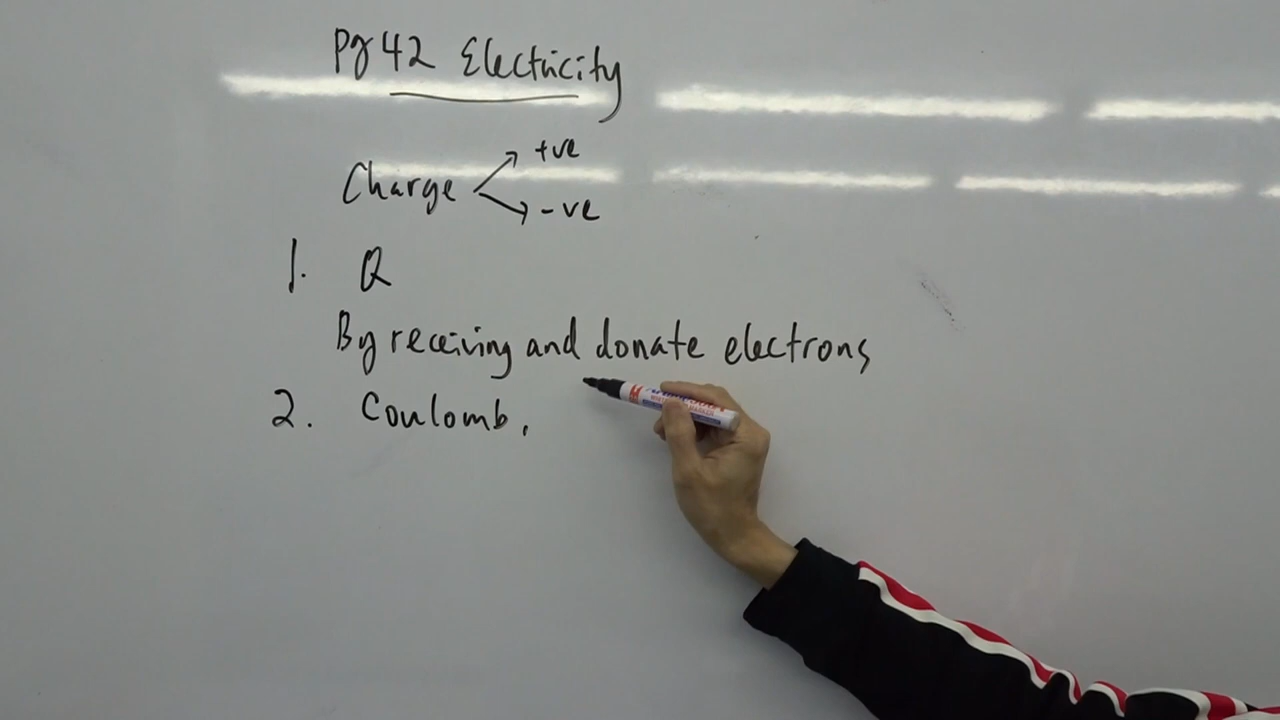 Pg 42 Electricity
+ve
Charge
-ve
1. Q
By receiving and donate electrons
2. Coulomb,